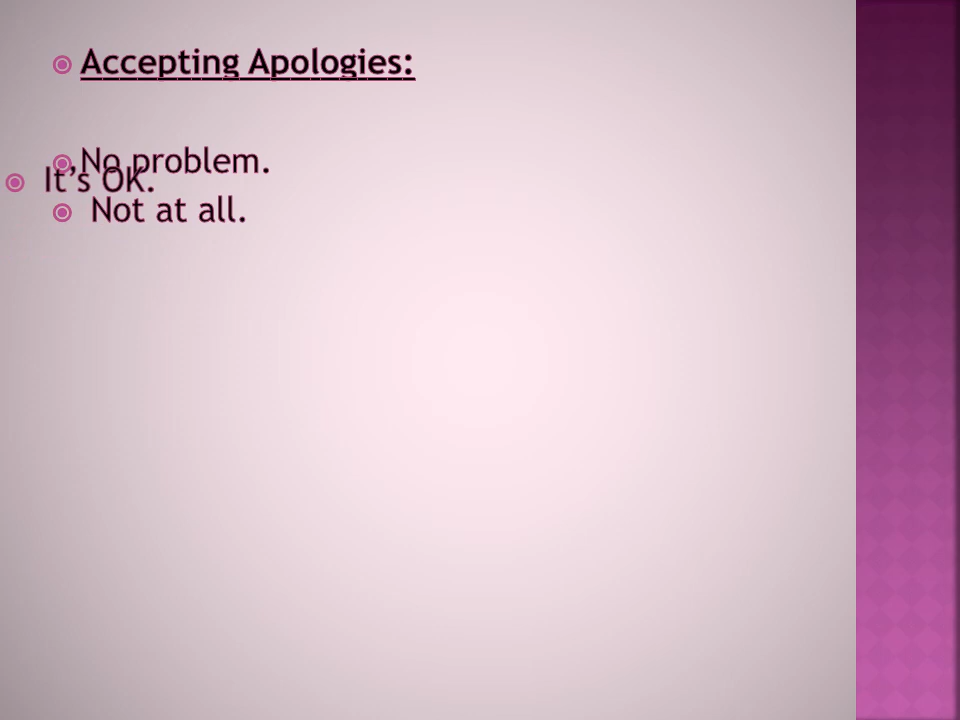 Accepting Apologies:
No problem.
It’s OK.
Not at all.